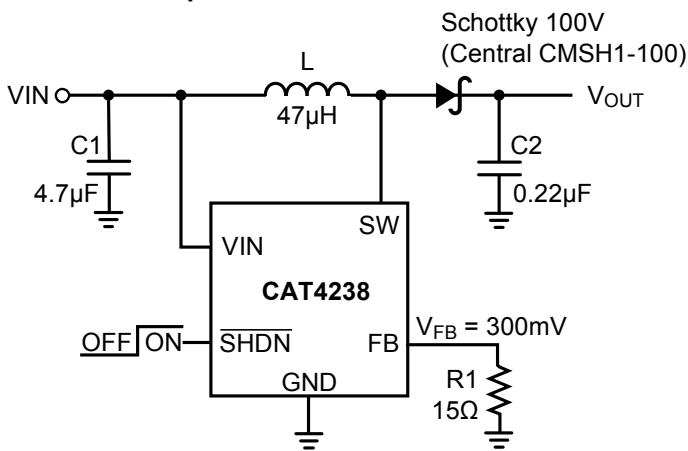 Schottky 100V
(Central CMSH1-100)
L
VIN
47µH
VOUT
C1
4.7µF
C2
0.22µF
SW
VIN
CAT4238
VFB = 300mV
OFF ON
SHDN
FB
GND
R1
15Ω